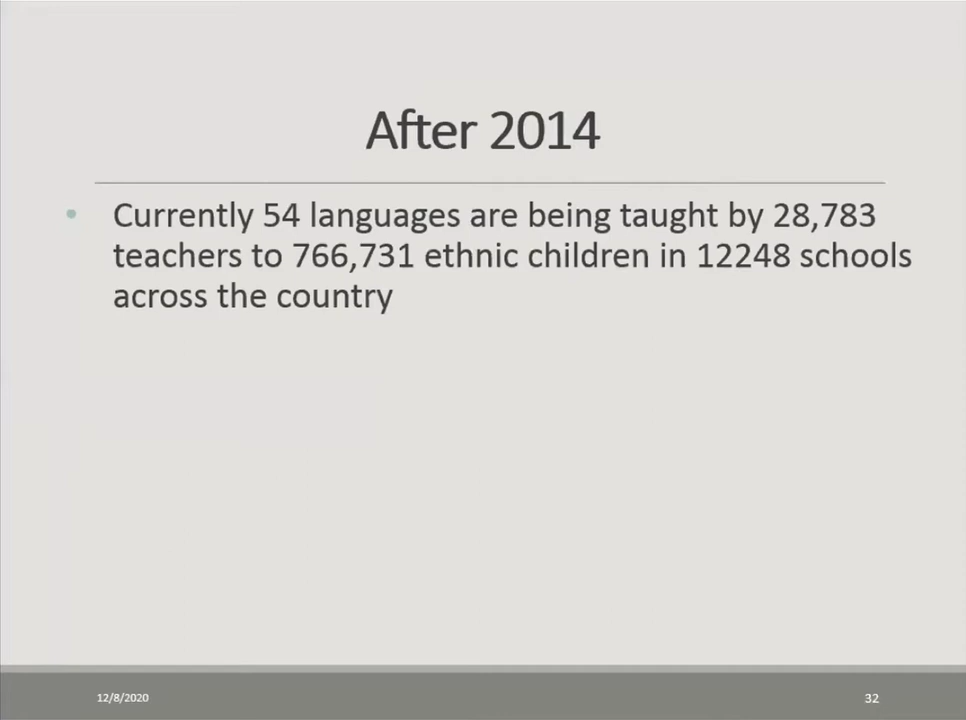 After 2014
• Currently 54 languages are being taught by 28,783
teachers to 766,731 ethnic children in 12248 schools
across the country
12/8/2020
32